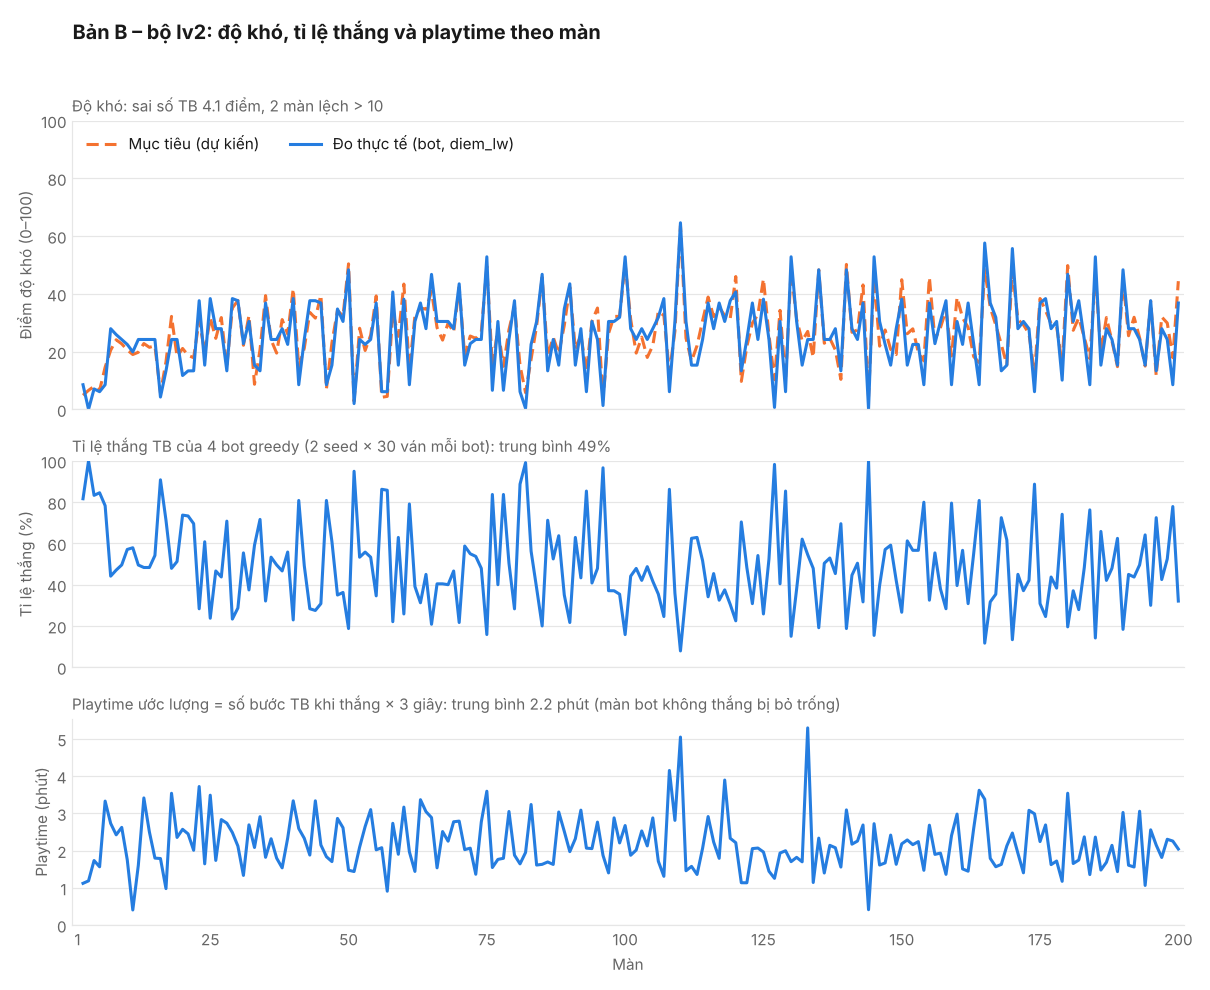 Bản B – bộ lv2: độ khó, tỉ lệ thắng và playtime theo màn
Độ khó: sai số TB 4.1 điểm, 2 màn lệch > 10
Mục tiêu (dự kiến)
Đo thực tế (bot, diem_lw)
Điểm độ khó (0–100)
100
80
60
40
20
0
Tỉ lệ thắng TB của 4 bot greedy (2 seed × 30 ván mỗi bot): trung bình 49%
Tỉ lệ thắng (%)
100
80
60
40
20
0
Playtime ước lượng = số bước TB khi thắng × 3 giây: trung bình 2.2 phút (màn bot không thắng bị bỏ trống)
Playtime (phút)
5
4
3
2
1
0
1 25 50 75 100 125 150 175 200
Màn